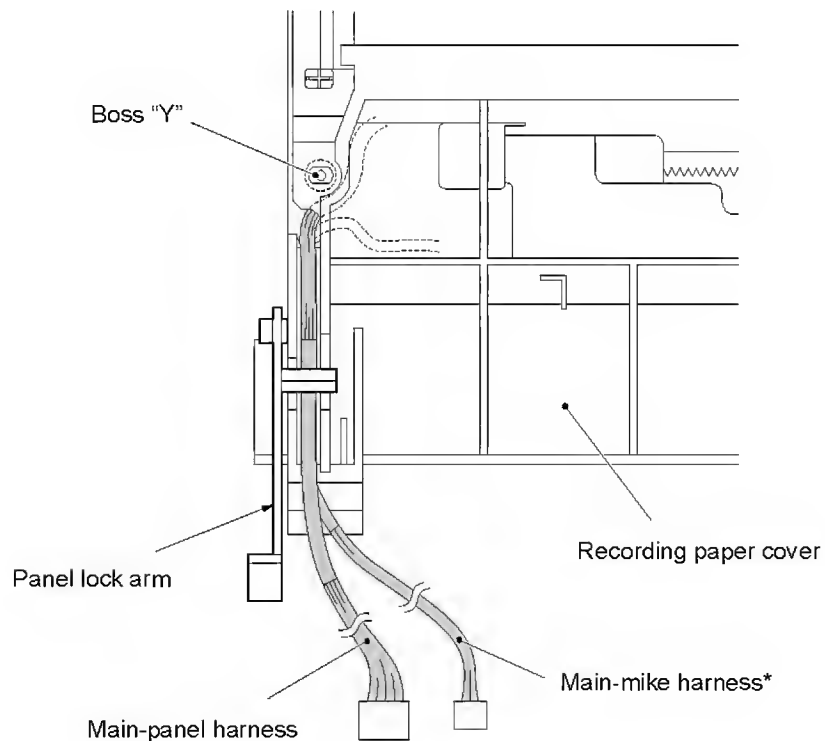 Boss “Y”
Recording paper cover
Panel lock arm
Main-mike harness*
Main-panel harness